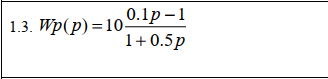 1.3. Wp(p) = 10 (0.1p − 1)/(1 + 0.5p)